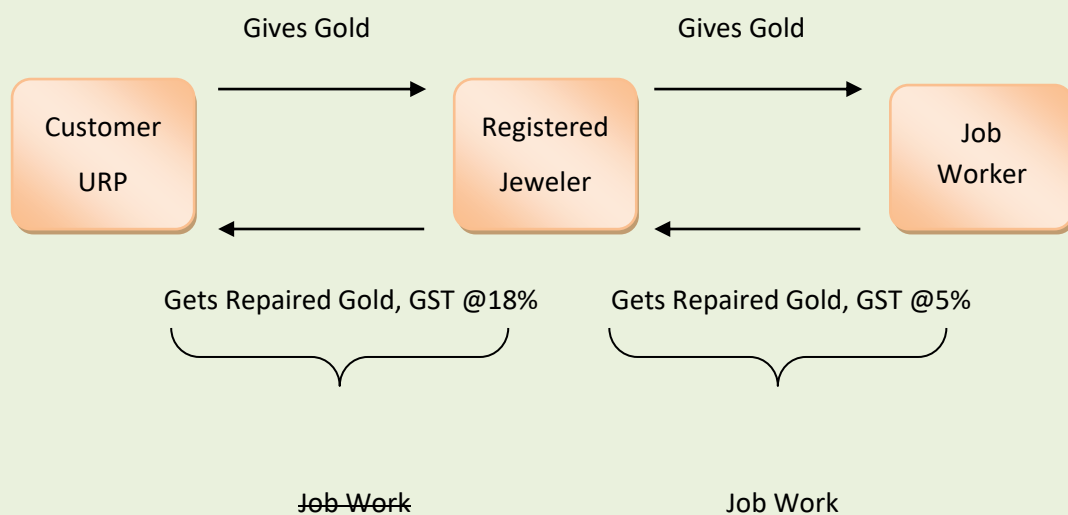 Gives Gold
Gives Gold
Customer
URP
Registered
Jeweler
Job
Worker
Gets Repaired Gold, GST @18%
Gets Repaired Gold, GST @5%
Job Work
Job Work